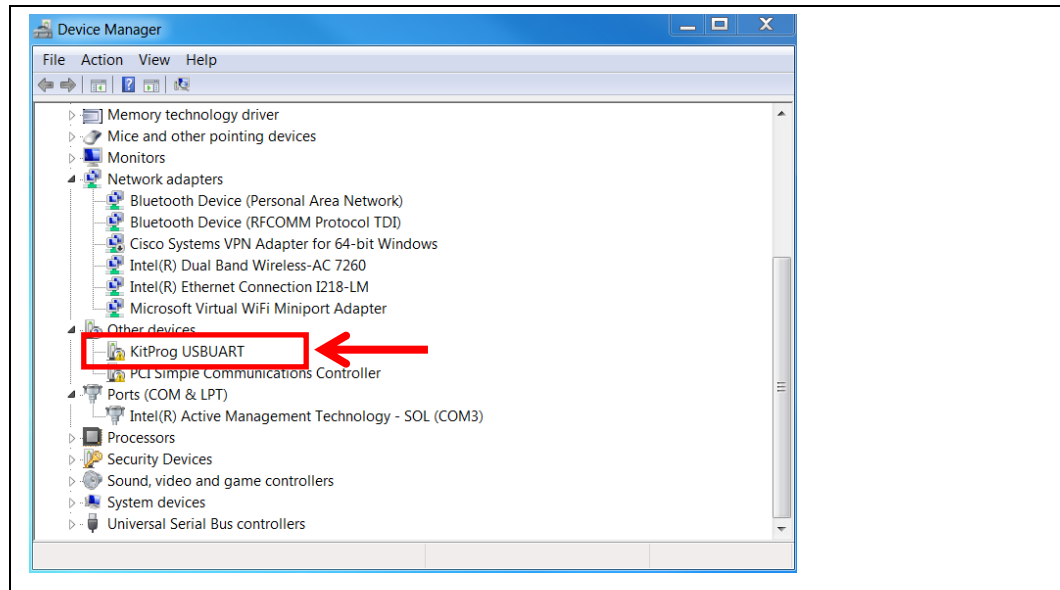 Device Manager
File Action View Help
Memory technology driver
Mice and other pointing devices
Monitors
Network adapters
Bluetooth Device (Personal Area Network)
Bluetooth Device (RFCOMM Protocol TDI)
Cisco Systems VPN Adapter for 64-bit Windows
Intel(R) Dual Band Wireless-AC 7260
Intel(R) Ethernet Connection I218-LM
Microsoft Virtual WiFi Miniport Adapter
Other devices
KitProg USBUART
PCI Simple Communications Controller
Ports (COM & LPT)
Intel(R) Active Management Technology - SOL (COM3)
Processors
Security Devices
Sound, video and game controllers
System devices
Universal Serial Bus controllers